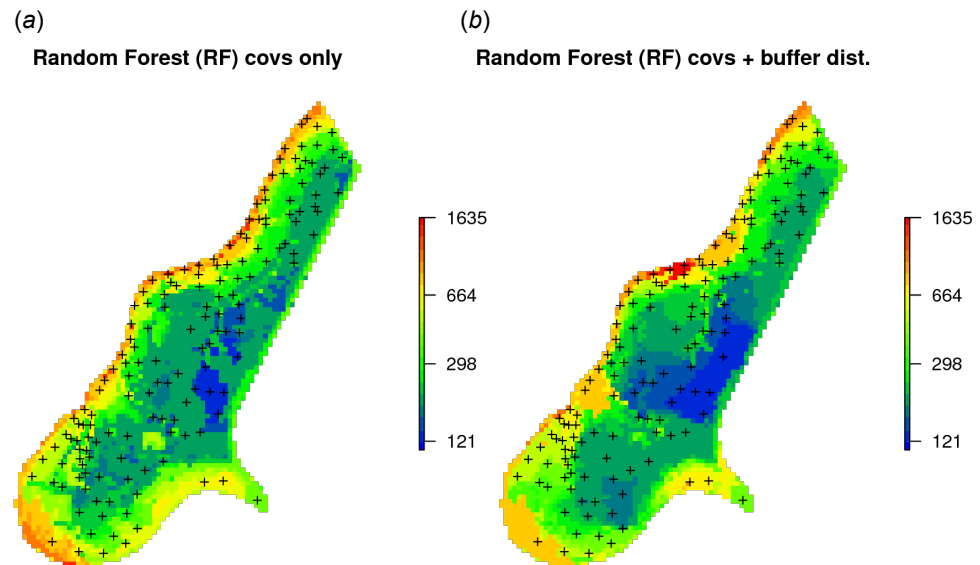 (a)
Random Forest (RF) covs only
1635
664
298
121
(b)
Random Forest (RF) covs + buffer dist.
1635
664
298
121